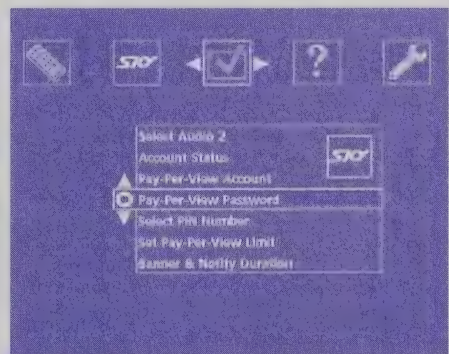 SKY
?
Select Audio 2
Account Status
SKY
Pay-Per-View Account
Pay-Per-View Password
Select PIN Number
Set Pay-Per-View Limit
Banner & Notify Duration